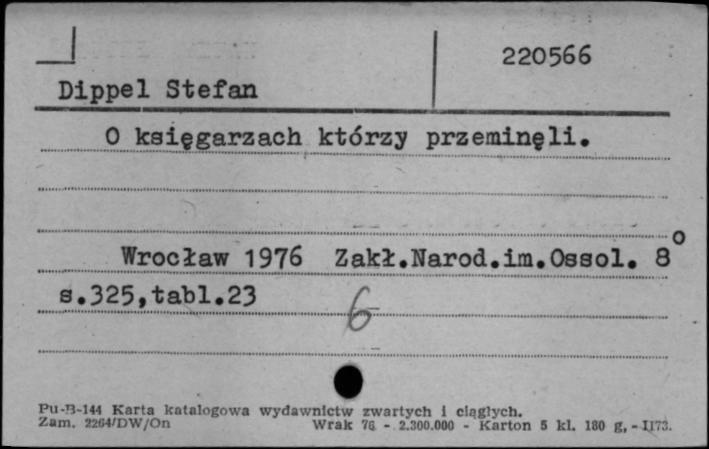 220566
Dippel Stefan
O księgarzach którzy przeminęli.
Wrocław 1976 Zakł.Narod.im.Ossol. 8°
s.325,tabl.23
6
Pu-B-144 Karta katalogowa wydawnictw zwartych i ciągłych.
Zam. 2264/DW/On Wrak 76 - 2.300.000 - Karton 5 kl. 180 g, - II73.